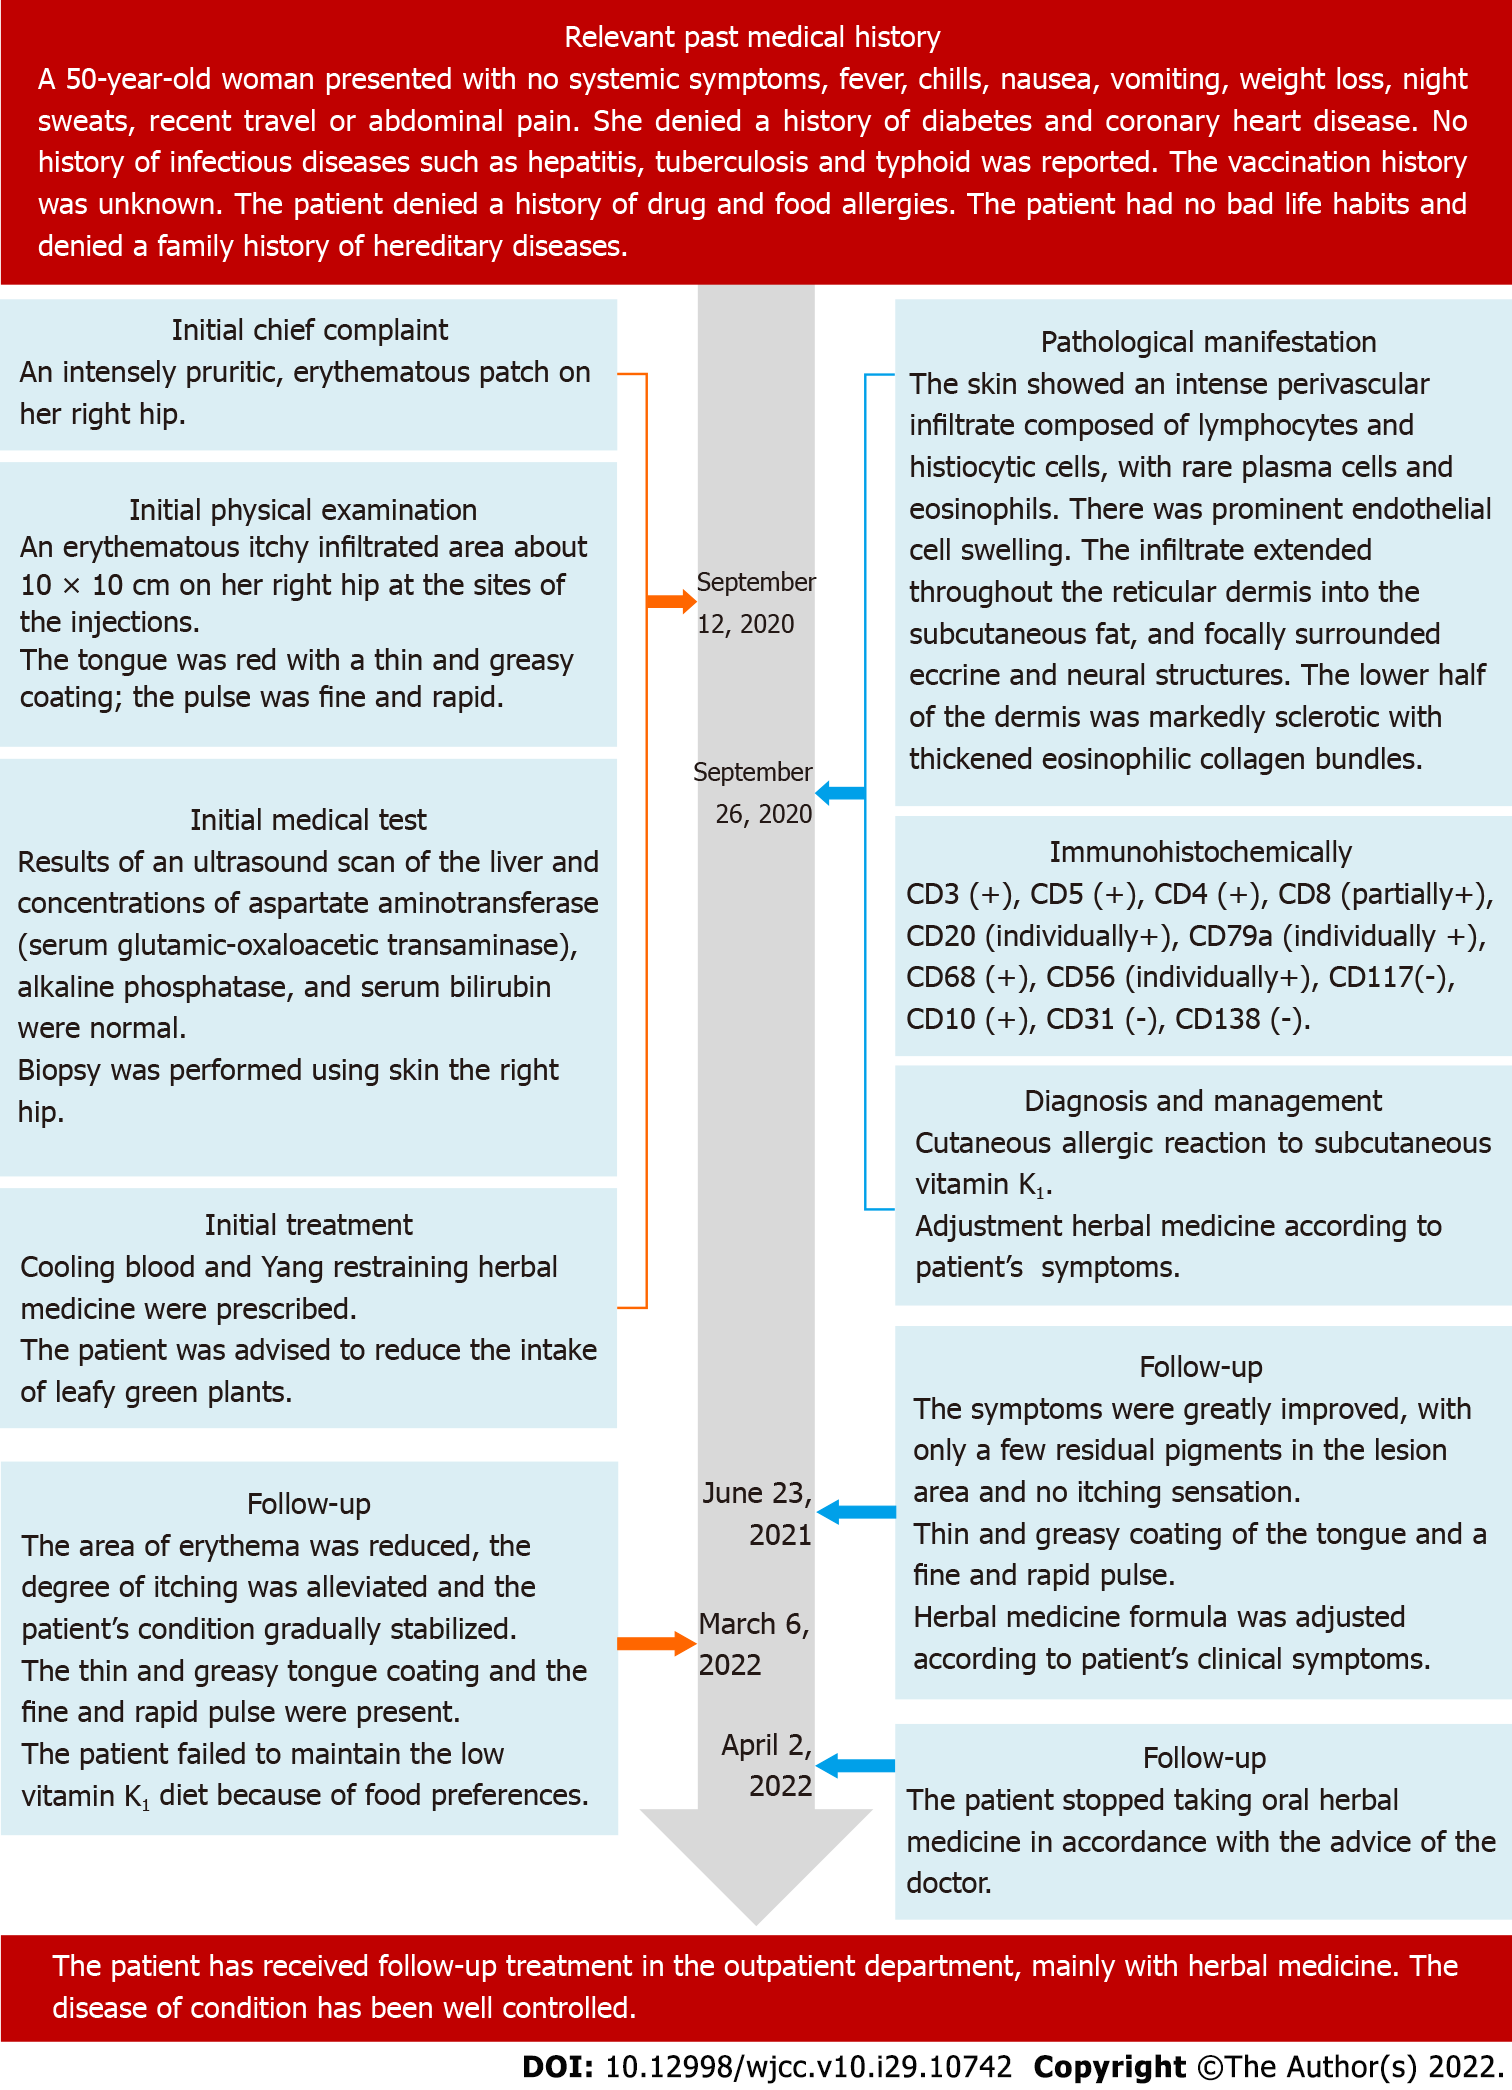 Relevant past medical history
A 50-year-old woman presented with no systemic symptoms, fever, chills, nausea, vomiting, weight loss, night
sweats, recent travel or abdominal pain. She denied a history of diabetes and coronary heart disease. No
history of infectious diseases such as hepatitis, tuberculosis and typhoid was reported. The vaccination history
was unknown. The patient denied a history of drug and food allergies. The patient had no bad life habits and
denied a family history of hereditary diseases.
Initial chief complaint
An intensely pruritic, erythematous patch on
her right hip.
Initial physical examination
An erythematous itchy infiltrated area about
10 × 10 cm on her right hip at the sites of
the injections.
The tongue was red with a thin and greasy
coating; the pulse was fine and rapid.
Initial medical test
Results of an ultrasound scan of the liver and
concentrations of aspartate aminotransferase
(serum glutamic-oxaloacetic transaminase),
alkaline phosphatase, and serum bilirubin
were normal.
Biopsy was performed using skin the right
hip.
Initial treatment
Cooling blood and Yang restraining herbal
medicine were prescribed.
The patient was advised to reduce the intake
of leafy green plants.
September
12, 2020
Pathological manifestation
The skin showed an intense perivascular
infiltrate composed of lymphocytes and
histiocytic cells, with rare plasma cells and
eosinophils. There was prominent endothelial
cell swelling. The infiltrate extended
throughout the reticular dermis into the
subcutaneous fat, and focally surrounded
eccrine and neural structures. The lower half
of the dermis was markedly sclerotic with
thickened eosinophilic collagen bundles.
September
26, 2020
Immunohistochemically
CD3 (+), CD5 (+), CD4 (+), CD8 (partially+),
CD20 (individually+), CD79a (individually +),
CD68 (+), CD56 (individually+), CD117(-),
CD10 (+), CD31 (-), CD138 (-).
Diagnosis and management
Cutaneous allergic reaction to subcutaneous
vitamin K₁.
Adjustment herbal medicine according to
patient’s symptoms.
Follow-up
The symptoms were greatly improved, with
only a few residual pigments in the lesion
area and no itching sensation.
Thin and greasy coating of the tongue and a
fine and rapid pulse.
Herbal medicine formula was adjusted
according to patient’s clinical symptoms.
June 23,
2021
Follow-up
The area of erythema was reduced, the
degree of itching was alleviated and the
patient’s condition gradually stabilized.
The thin and greasy tongue coating and the
fine and rapid pulse were present.
The patient failed to maintain the low
vitamin K₁ diet because of food preferences.
March 6,
2022
April 2,
2022
Follow-up
The patient stopped taking oral herbal
medicine in accordance with the advice of the
doctor.
The patient has received follow-up treatment in the outpatient department, mainly with herbal medicine. The
disease of condition has been well controlled.
DOI: 10.12998/wjcc.v10.i29.10742 Copyright ©The Author(s) 2022.